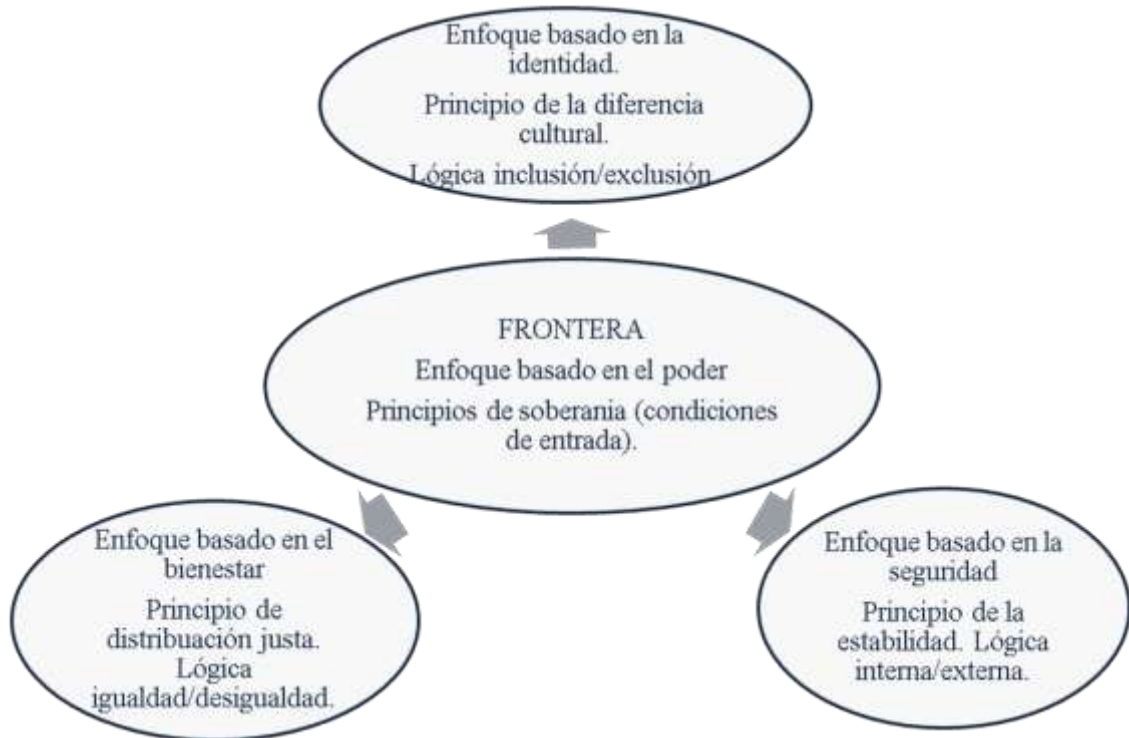 Enfoque basado en la
identidad.
Principio de la diferencia
cultural.
Lógica inclusión/exclusión
FRONTERA
Enfoque basado en el poder
Principios de soberania (condiciones
de entrada).
Enfoque basado en el
bienestar
Principio de
distribuación justa.
Lógica
igualdad/desigualdad.
Enfoque basado en la
seguridad
Principio de la
estabilidad. Lógica
interna/externa.